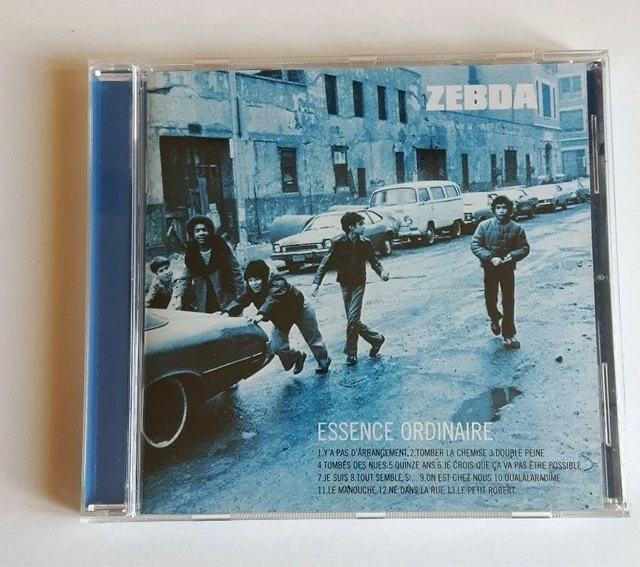 ZEBDA
ESSENCE ORDINAIRE
1.Y'A PAS D'ARRANGEMENT 2.TOMBER LA CHEMISE 3.DOUBLE PEINE
4.TOMBÉS DES NUES 5.QUINZE ANS 6.JE CROIS QUE ÇA VA PAS ÊTRE POSSIBLE
7.JE SUIS 8.TOUT SEMBLE SI... 9.ON EST CHEZ NOUS 10.OUALALARADIME
11.LE MANOUCHE 12.NÉ DANS LA RUE 13.LE PETIT ROBERT